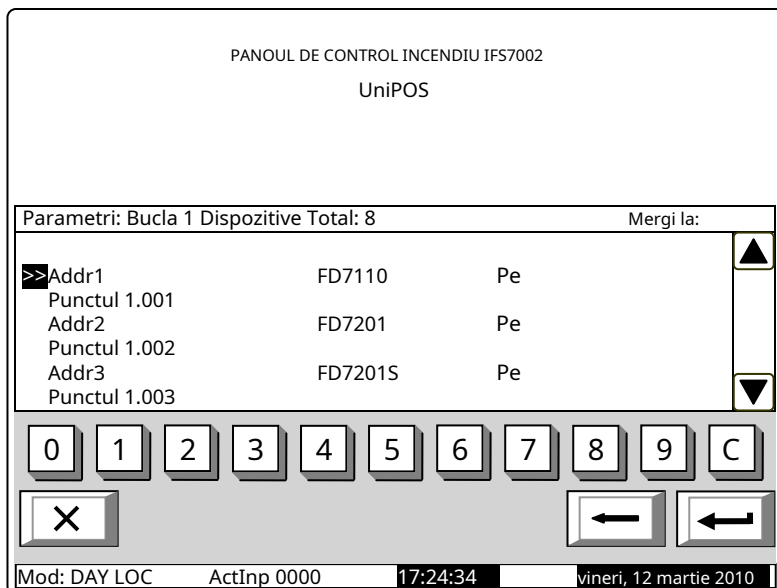 PANOUL DE CONTROL INCENDIU IFS7002
UniPOS
Parametri: Bucla 1 Dispozitive Total: 8 Mergi la:
>>Addr1 FD7110 Pe
Punctul 1.001
Addr2 FD7201 Pe
Punctul 1.002
Addr3 FD7201S Pe
Punctul 1.003
0 1 2 3 4 5 6 7 8 9 C
Mod: DAY LOC ActInp 0000 17:24:34 vineri, 12 martie 2010